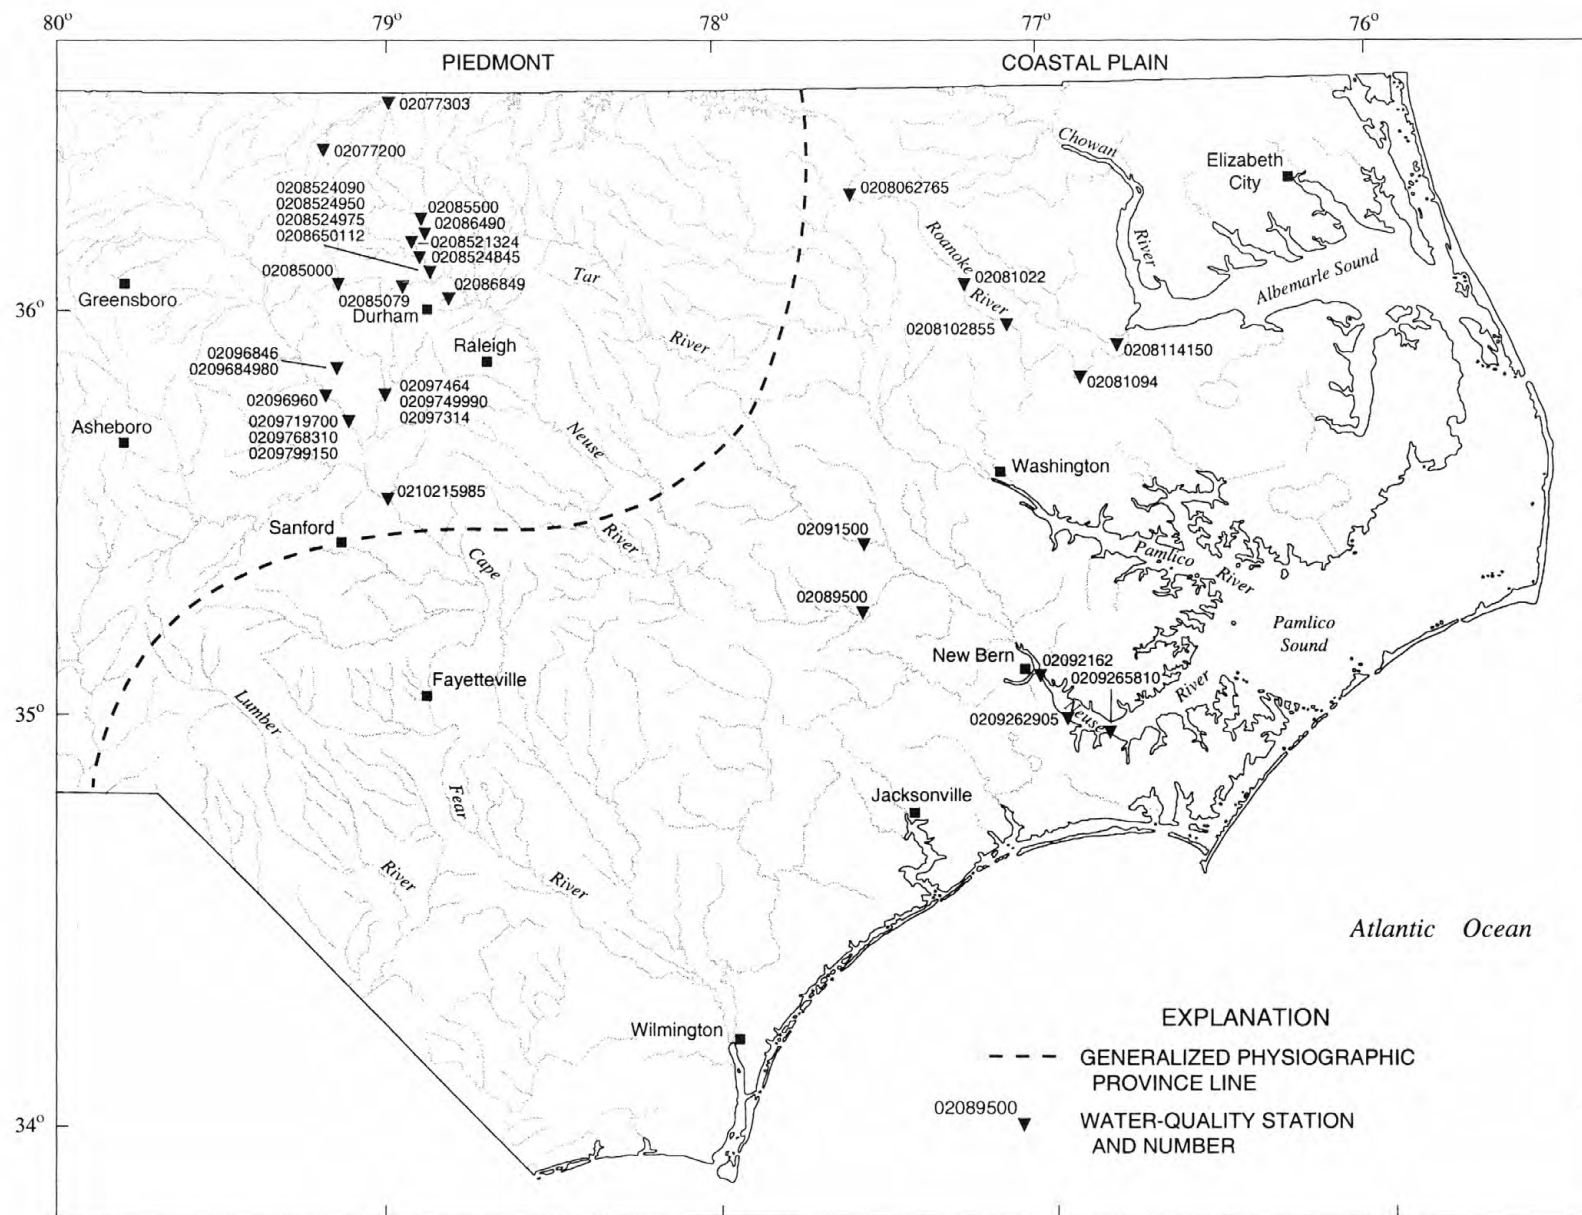 80°
79°
78°
77°
76°
PIEDMONT
COASTAL PLAIN
02077303
02077200
0208524090
0208524950
0208524975
0208650112
02085500
02086490
0208521324
0208524845
02085000
02085079
02086849
Greensboro
Durham
36°
Raleigh
02096846
0209684980
02096960
02097464
0209749990
02097314
0209719700
0209768310
0209799150
Asheboro
0210215985
Sanford
Tar
River
Neuse
River
Cape
Fear
River
Lumber
River
Fayetteville
35°
0208062765
Chowan
River
Elizabeth
City
Roanoke
River
02081022
0208102855
Albemarle Sound
0208114150
02081094
Washington
02091500
02089500
Pamlico
River
Pamlico
Sound
New Bern
02092162
0209265810
0209262905
Neuse
River
Jacksonville
Atlantic Ocean
Wilmington
34°
EXPLANATION
GENERALIZED PHYSIOGRAPHIC
PROVINCE LINE
02089500
WATER-QUALITY STATION
AND NUMBER